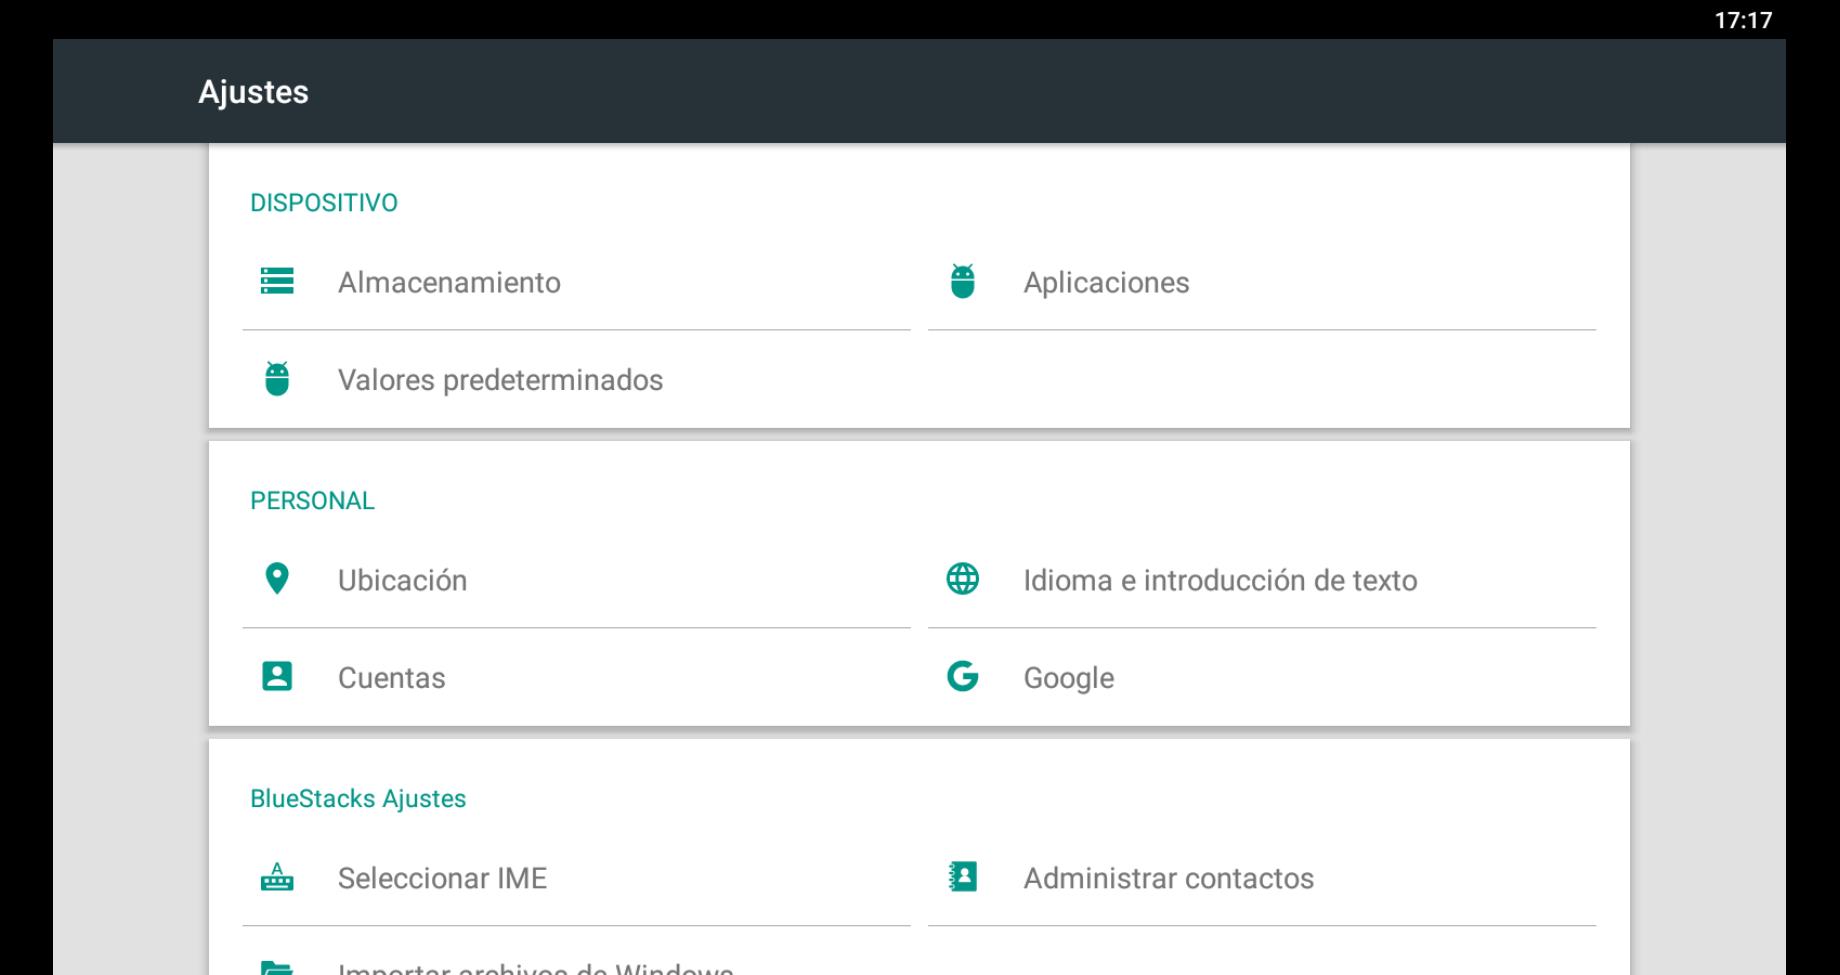 17:17
Ajustes
DISPOSITIVO
Almacenamiento
Aplicaciones
Valores predeterminados
PERSONAL
Ubicación
Idioma e introducción de texto
Cuentas
Google
BlueStacks Ajustes
Seleccionar IME
Administrar contactos
Importar archivos de Windows